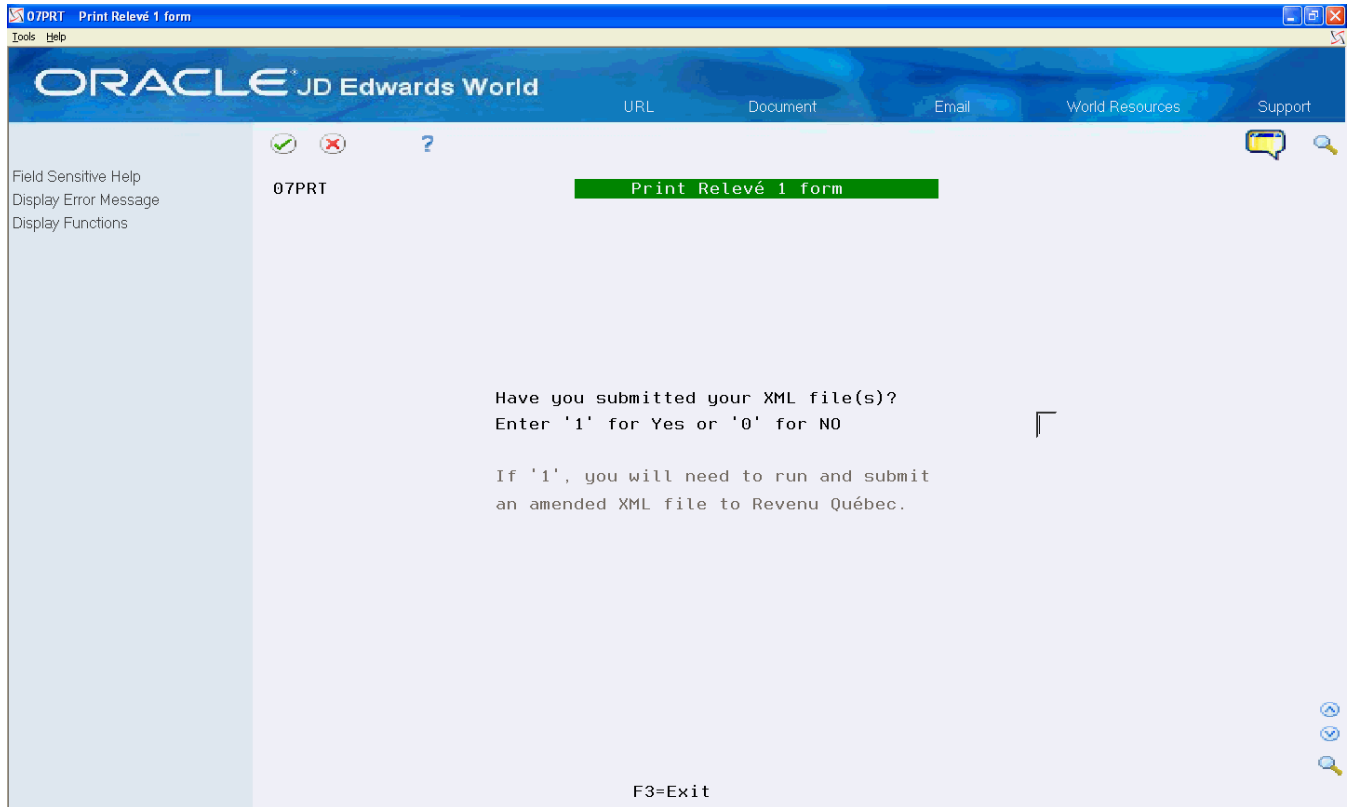 07PRT Print Relevé 1 form
Tools Help
ORACLE JD Edwards World
URL Document Email World Resources Support
?
Field Sensitive Help
Display Error Message
Display Functions
07PRT Print Relevé 1 form
Have you submitted your XML file(s)?
Enter '1' for Yes or '0' for NO
If '1', you will need to run and submit
an amended XML file to Revenu Québec.
F3=Exit